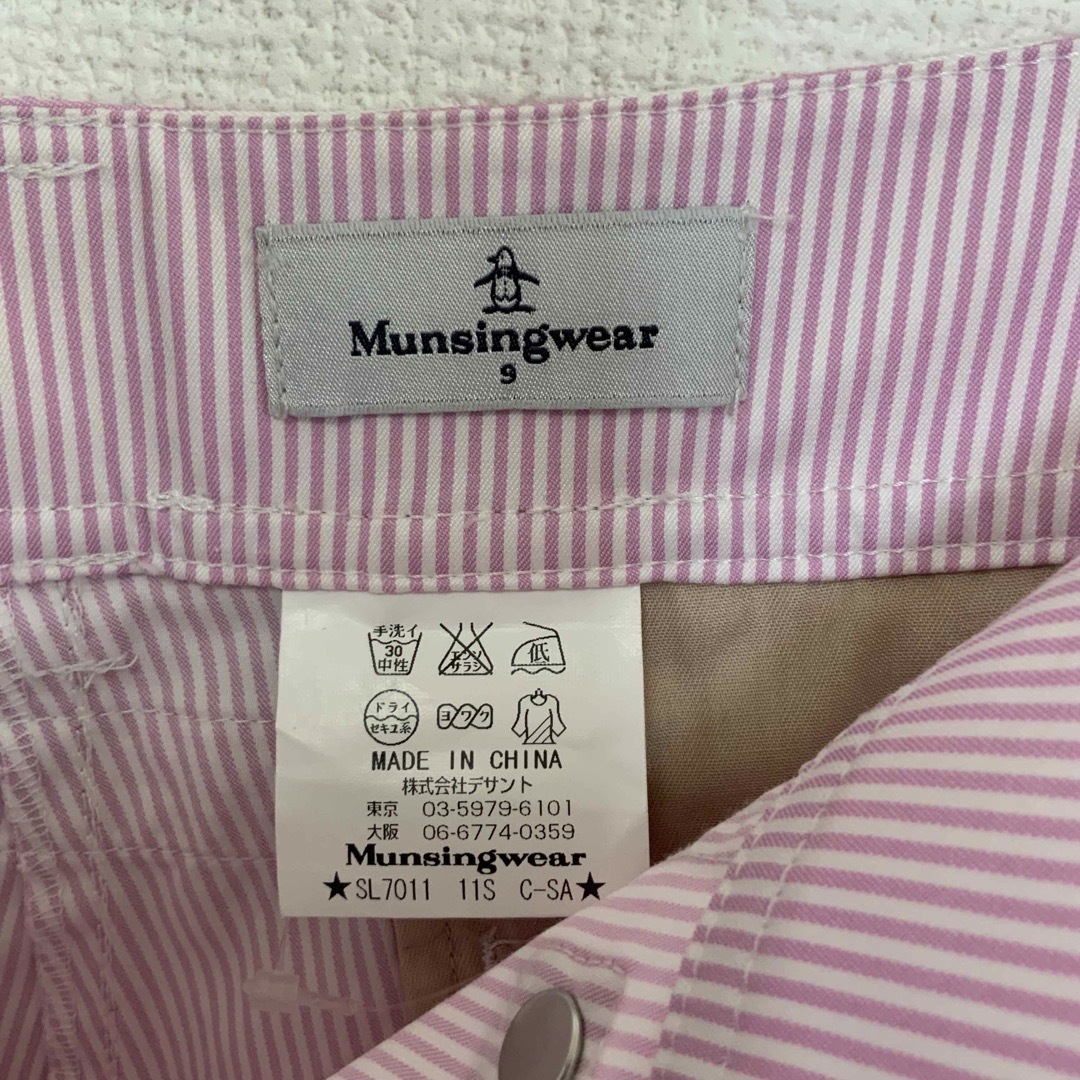 Munsingwear
9
手洗イ
30
中性
エンソ
サラシ
低
ドライ
セキユ系
ヨワク
MADE IN CHINA
株式会社デサント
東京 03-5979-6101
大阪 06-6774-0359
Munsingwear
★SL7011 11S C-SA★